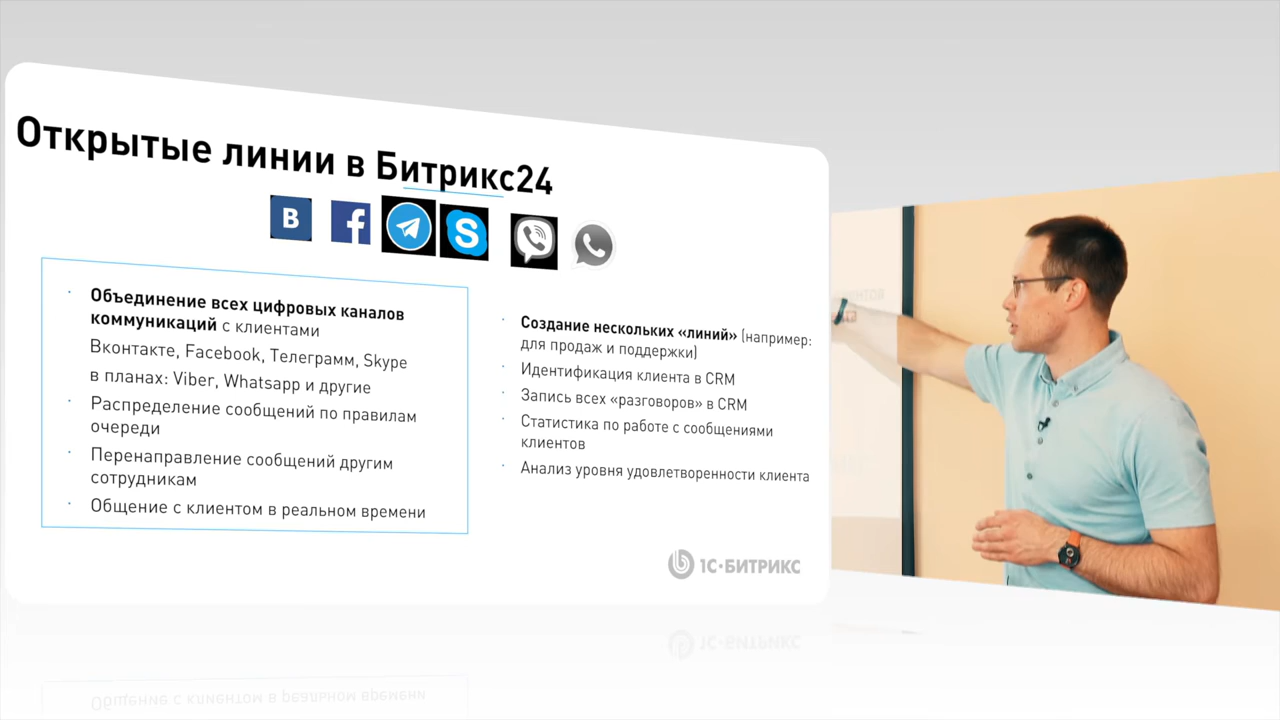 Открытые линии в Битрикс24
Объединение всех цифровых каналов
коммуникаций с клиентами
Вконтакте, Facebook, Телеграмм, Skype
в планах: Viber, Whatsapp и другие
Распределение сообщений по правилам
очереди
Перенаправление сообщений другим
сотрудникам
Общение с клиентом в реальном времени
Создание нескольких «линий» (например:
для продаж и поддержки)
Идентификация клиента в CRM
Запись всех «разговоров» в CRM
Статистика по работе с сообщениями
клиентов
Анализ уровня удовлетворенности клиента
1С·БИТРИКС